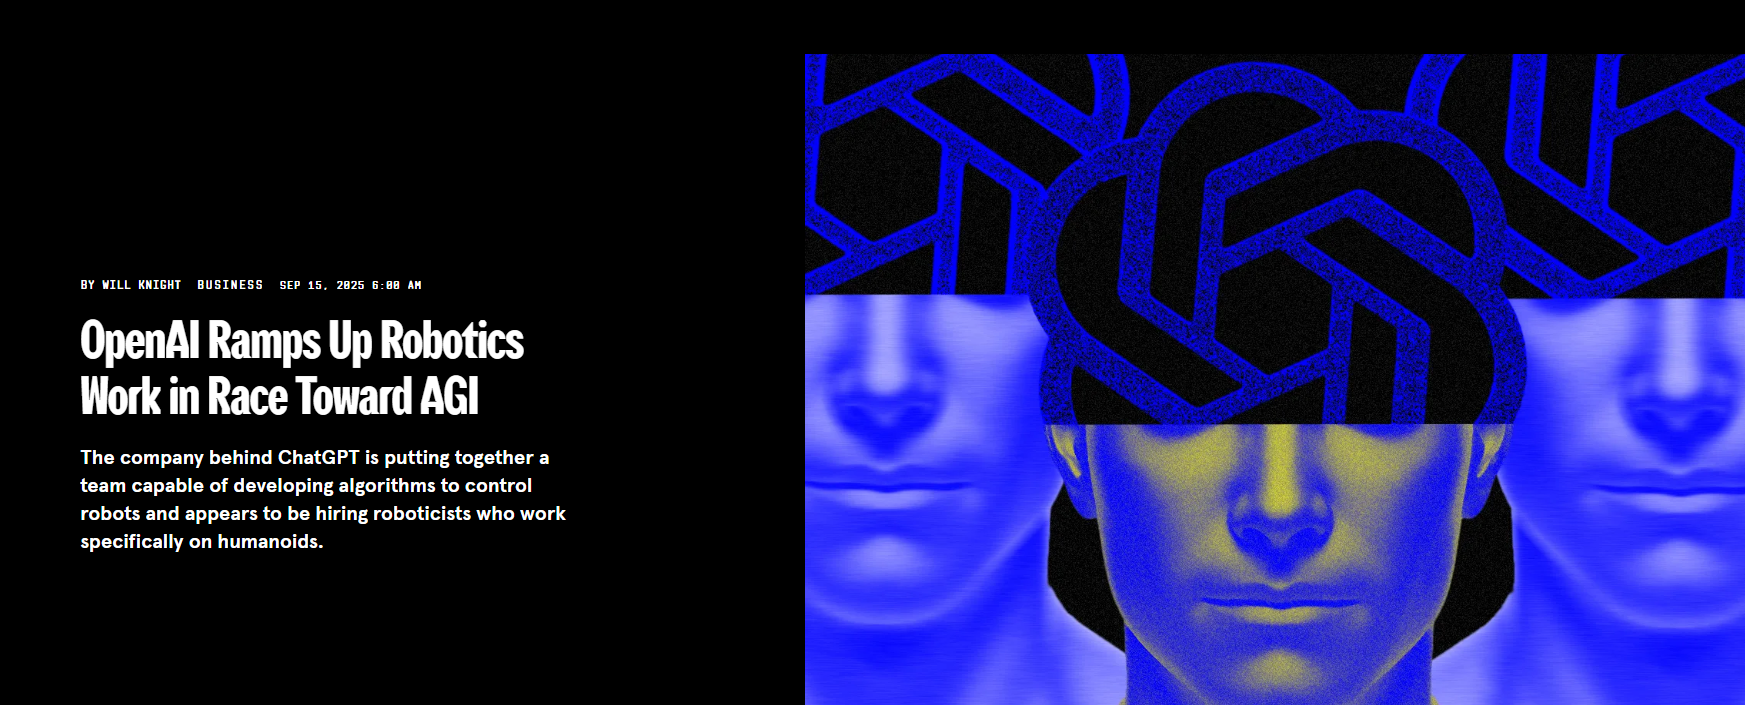 BY WILL KNIGHT BUSINESS SEP 15, 2025 6:00 AM
OpenAI Ramps Up Robotics
Work in Race Toward AGI
The company behind ChatGPT is putting together a
team capable of developing algorithms to control
robots and appears to be hiring roboticists who work
specifically on humanoids.